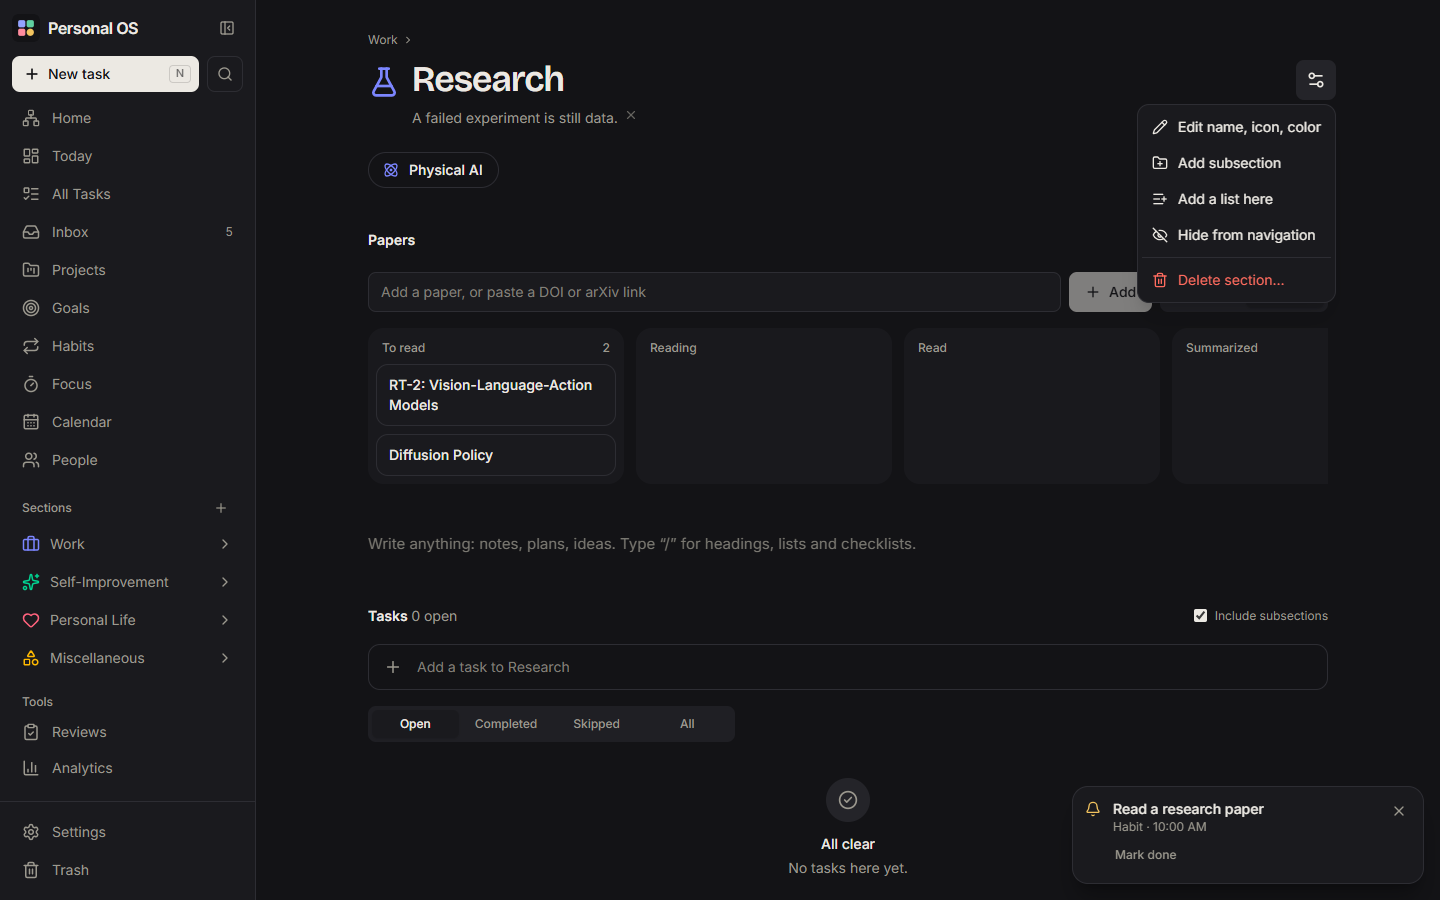 Personal OS
New task N
Home
Today
All Tasks
Inbox 5
Projects
Goals
Habits
Focus
Calendar
People
Sections
Work
Self-Improvement
Personal Life
Miscellaneous
Tools
Reviews
Analytics
Settings
Trash
Work
Research
A failed experiment is still data.
Physical AI
Edit name, icon, color
Add subsection
Add a list here
Hide from navigation
Delete section...
Papers
Add a paper, or paste a DOI or arXiv link
Add
To read 2
RT-2: Vision-Language-Action
Models
Diffusion Policy
Reading
Read
Summarized
Write anything: notes, plans, ideas. Type “/” for headings, lists and checklists.
Tasks 0 open
Include subsections
Add a task to Research
Open Completed Skipped All
All clear
No tasks here yet.
Read a research paper
Habit · 10:00 AM
Mark done